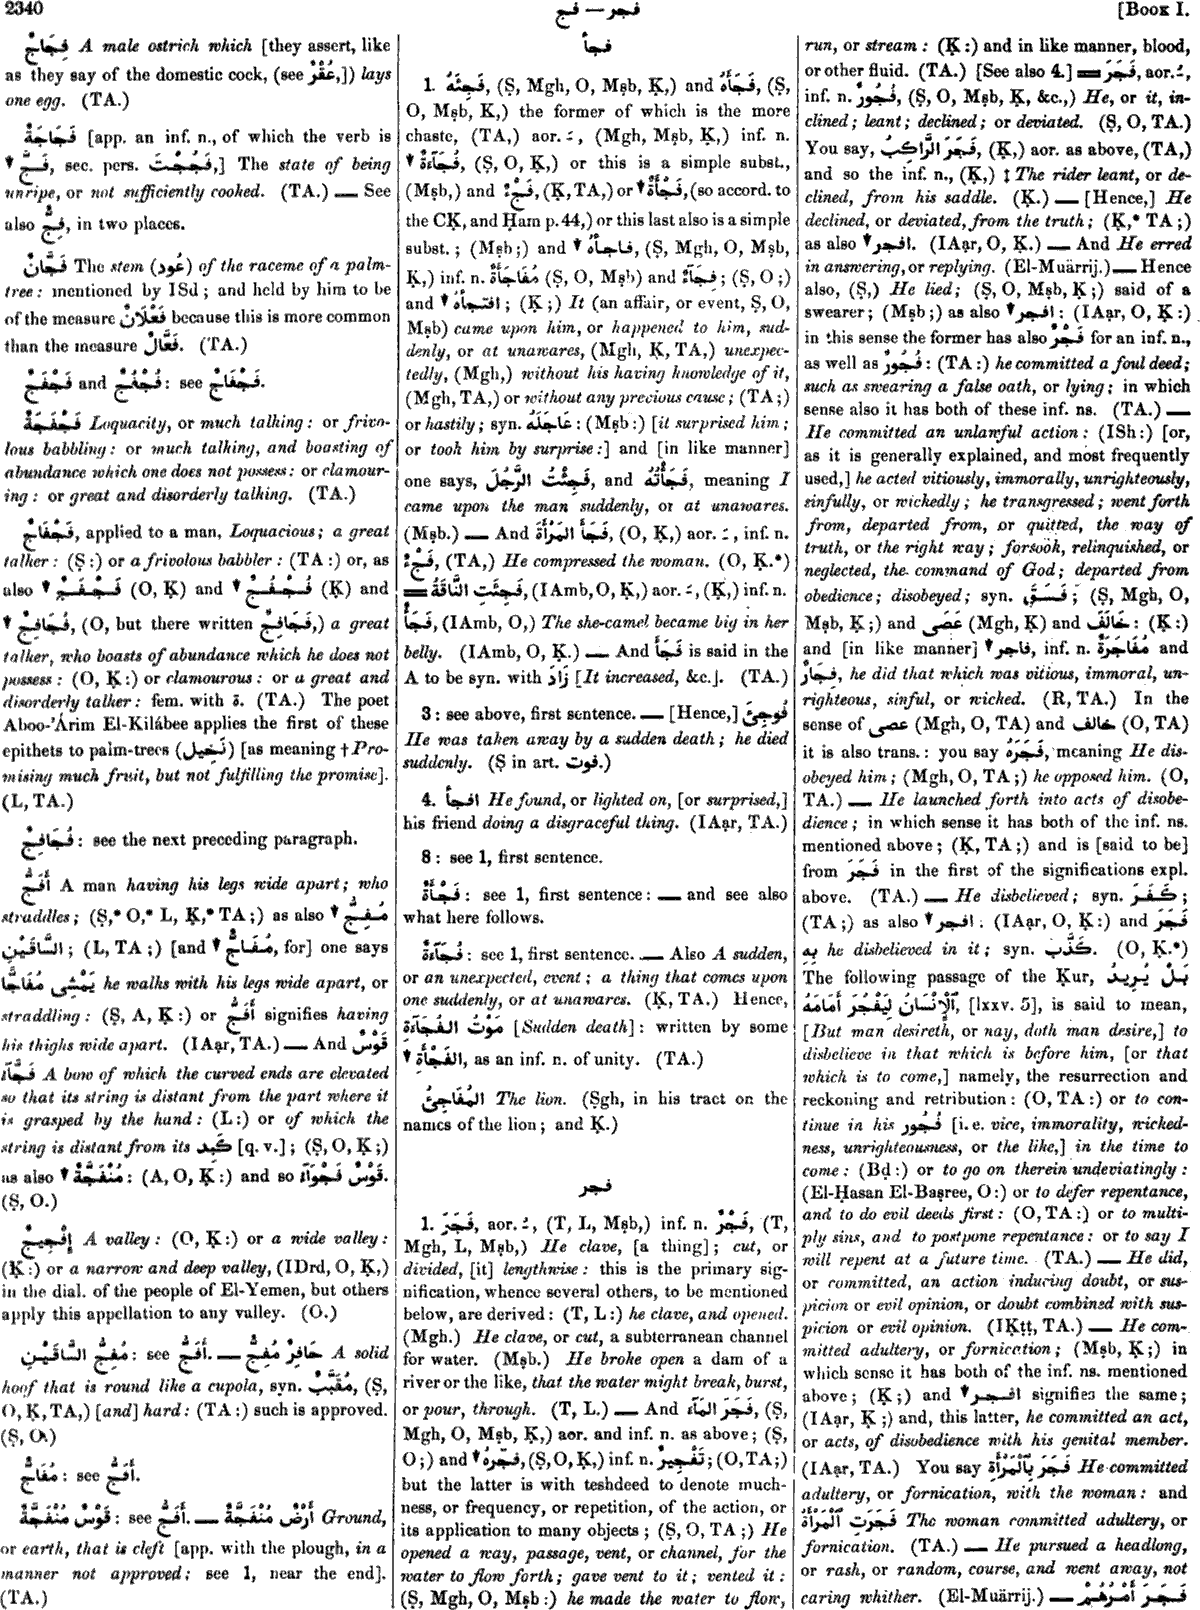 2340
فج — فجر
[Book I.
فِجَاجٌ A male ostrich which [they assert, like
as they say of the domestic cock, (see عُقْرٌ,]) lays
one egg. (TA.)
فَجَاجَةٌ [app. an inf. n., of which the verb is
▼ فَجَّ, sec. pers. فَجِجْتَ,] The state of being
unripe, or not sufficiently cooked. (TA.) — See
also فِجٌّ, in two places.
فَجَّانٌ The stem (عُود) of the raceme of a palm-
tree: mentioned by ISd; and held by him to be
of the measure فَعْلَانٌ because this is more common
than the measure فَعَّالٌ. (TA.)
فَجْفَجٌ and فُجْفُجٌ: see فَجْفَاجٌ.
فَجْفَجَةٌ Loquacity, or much talking: or frivo-
lous babbling: or much talking, and boasting of
abundance which one does not possess: or clamour-
ing: or great and disorderly talking. (TA.)
فَجْفَاجٌ, applied to a man, Loquacious; a great
talker: (Ṣ:) or a frivolous babbler: (TA:) or, as
also ▼ فَجْفَجٌ (O, Ḳ) and ▼ فُجْفُجٌ (Ḳ) and
▼ فُجَافِجٌ, (O, but there written فَجَافِجٌ,) a great
talker, who boasts of abundance which he does not
possess: (O, Ḳ:) or clamourous: or a great and
disorderly talker: fem. with ة. (TA.) The poet
Aboo-'Árim El-Kilábee applies the first of these
epithets to palm-trees (نَخِيل) [as meaning † Pro-
mising much fruit, but not fulfilling the promise].
(L, TA.)
فُجَافِجٌ: see the next preceding paragraph.
أَفَجُّ A man having his legs wide apart; who
straddles; (Ṣ,* O,* L, Ḳ,* TA;) as also ▼ مُفِجُّ
السَّاقَيْنِ; (L, TA;) [and ▼ مُفَاجٌّ, for] one says
يَمْشِى مُفَاجًّا he walks with his legs wide apart, or
straddling: (Ṣ, A, Ḳ:) or أَفَجُّ signifies having
his thighs wide apart. (IAạr, TA.) — And قَوْسٌ
فَجَّآءُ A bow of which the curved ends are elevated
so that its string is distant from the part where it
is grasped by the hand: (L:) or of which the
string is distant from its كَبِد [q. v.]; (Ṣ, O, Ḳ;)
as also ▼ مُنْفَجَّةٌ: (A, O, Ḳ:) and so قَوْسٌ فَجْوَآءُ.
(Ṣ, O.)
إِفْجِيجٌ A valley: (O, Ḳ:) or a wide valley:
(Ḳ:) or a narrow and deep valley, (IDrd, O, Ḳ,)
in the dial. of the people of El-Yemen, but others
apply this appellation to any valley. (O.)
مُفِجُّ السَّاقَيْنِ: see أَفَجُّ. — حَافِرٌ مُفِجٌّ A solid
hoof that is round like a cupola, syn. مُقَبَّبٌ, (Ṣ,
O, Ḳ, TA,) [and] hard: (TA:) such is approved.
(Ṣ, O.)
مُفَاجٌّ: see أَفَجُّ.
قَوْسٌ مُنْفَجَّةٌ: see أَفَجُّ. — أَرْضٌ مُنْفَجَّةٌ Ground,
or earth, that is cleft [app. with the plough, in a
manner not approved; see 1, near the end].
(TA.)
فجأ
1. فَجِئَهُ, (Ṣ, Mgh, O, Mṣb, Ḳ,) and فَجَأَهُ, (Ṣ,
O, Mṣb, K,) the former of which is the more
chaste, (TA,) aor. ـَ, (Mgh, Mṣb, Ḳ,) inf. n.
▼ فُجَآءَةٌ, (Ṣ, O, Ḳ,) or this is a simple subst.,
(Mṣb,) and فَجْءٌ, (Ḳ, TA,) or ▼ فَجْأَةٌ, (so accord. to
the CḲ, and Ḥam p. 44,) or this last also is a simple
subst.; (Mṣb;) and ▼ فاجأهُ, (Ṣ, Mgh, O, Mṣb,
Ḳ,) inf. n. مُفَاجَأَةٌ (Ṣ, O, Mṣb) and فِجَآءٌ; (Ṣ, O;)
and ▼ افتجأهُ; (Ḳ;) It (an affair, or event, Ṣ, O,
Mṣb) came upon him, or happened to him, sud-
denly, or at unawares, (Mgh, Ḳ, TA,) unexpec-
tedly, (Mgh,) without his having knowledge of it,
(Mgh, TA,) or without any previous cause; (TA;)
or hastily; syn. عَاجَلَهُ: (Mṣb:) [it surprised him;
or took him by surprise:] and [in like manner]
one says, فَجِئْتُ الرَّجُلَ, and فَجَأْتُهُ, meaning I
came upon the man suddenly, or at unawares.
(Mṣb.) — And فَجَأَ المَرْأَةَ, (O, Ḳ,) aor. ـَ, inf. n.
فَجْءٌ, (TA,) He compressed the woman. (O, Ḳ.*)
═ فَجِئَتِ النَّاقَةُ, (IAmb, O, Ḳ,) aor. ـَ, (Ḳ,) inf. n.
فَجَأٌ, (IAmb, O,) The she-camel became big in her
belly. (IAmb, O, Ḳ.) — And فَجَأَ is said in the
A to be syn. with زَادَ [It increased, &c.]. (TA.)
3: see above, first sentence. — [Hence,] فُوجِئَ
He was taken away by a sudden death; he died
suddenly. (Ṣ in art. فوت.)
4. افجأ He found, or lighted on, [or surprised,]
his friend doing a disgraceful thing. (IAạr, TA.)
8: see 1, first sentence.
فَجْأَةٌ: see 1, first sentence: — and see also
what here follows.
فُجَآءَةٌ: see 1, first sentence. — Also A sudden,
or an unexpected, event; a thing that comes upon
one suddenly, or at unawares. (Ḳ, TA.) Hence,
مَوْتُ الفُجَآءَةِ [Sudden death]: written by some
▼ الفَجْأَةِ, as an inf. n. of unity. (TA.)
المُفَاجِئُ The lion. (Ṣgh, in his tract on the
names of the lion; and Ḳ.)
فجر
1. فَجَرَ, aor. ـُ, (T, L, Mṣb,) inf. n. فَجْرٌ, (T,
Mgh, L, Mṣb,) He clave, [a thing]; cut, or
divided, [it] lengthwise: this is the primary sig-
nification, whence several others, to be mentioned
below, are derived: (T, L:) he clave, and opened.
(Mgh.) He clave, or cut, a subterranean channel
for water. (Mṣb.) He broke open a dam of a
river or the like, that the water might break, burst,
or pour, through. (T, L.) — And فَجَرَ المَآءَ, (Ṣ,
Mgh, O, Mṣb, Ḳ,) aor. and inf. n. as above; (Ṣ,
O;) and ▼ فجّرهُ, (Ṣ, O, Ḳ,) inf. n. تَفْجِيرٌ; (O, TA;)
but the latter is with teshdeed to denote much-
ness, or frequency, or repetition, of the action, or
its application to many objects; (Ṣ, O, TA;) He
opened a way, passage, vent, or channel, for the
water to flow forth; gave vent to it; vented it:
(Ṣ, Mgh, O, Mṣb:) he made the water to flow,
run, or stream: (Ḳ:) and in like manner, blood,
or other fluid. (TA.) [See also 4.] ═ فَجَرَ, aor. ـُ,
inf. n. فُجُورٌ, (Ṣ, O, Mṣb, Ḳ, &c.,) He, or it, in-
clined; leant; declined; or deviated. (Ṣ, O, TA.)
You say, فَجَرَ الرَّاكِبُ, (Ḳ,) aor. as above, (TA,)
and so the inf. n., (Ḳ,) ‡ The rider leant, or de-
clined, from his saddle. (Ḳ.) — [Hence,] He
declined, or deviated, from the truth; (Ḳ,* TA;)
as also ▼ افجر. (IAạr, O, Ḳ.) — And He erred
in answering, or replying. (El-Muärrij.) — Hence
also, (Ṣ,) He lied; (Ṣ, O, Mṣb, Ḳ;) said of a
swearer; (Mṣb;) as also ▼ افجر: (IAạr, O, Ḳ:)
in this sense the former has also فَجْرٌ for an inf. n.,
as well as فُجُورٌ: (TA:) he committed a foul deed;
such as swearing a false oath, or lying; in which
sense also it has both of these inf. ns. (TA.) —
He committed an unlawful action: (ISh:) [or,
as it is generally explained, and most frequently
used,] he acted vitiously, immorally, unrighteously,
sinfully, or wickedly; he transgressed; went forth
from, departed from, or quitted, the way of
truth, or the right way; forsook, relinquished, or
neglected, the command of God; departed from
obedience; disobeyed; syn. فَسَقَ; (Ṣ, Mgh, O,
Mṣb, Ḳ;) and عَصَى (Mgh, Ḳ) and خَالَفَ: (Ḳ:)
and [in like manner] ▼ فاجر, inf. n. مُفَاجَرَةٌ and
فِجَارٌ, he did that which was vitious, immoral, un-
righteous, sinful, or wicked. (R, TA.) In the
sense of عصى (Mgh, O, TA) and خالف (O, TA)
it is also trans.: you say فَجَرَهُ, meaning He dis-
obeyed him; (Mgh, O, TA;) he opposed him. (O,
TA.) — He launched forth into acts of disobe-
dience; in which sense it has both of the inf. ns.
mentioned above; (Ḳ, TA;) and is [said to be]
from فَجَرَ in the first of the significations expl.
above. (TA.) — He disbelieved; syn. كَفَرَ;
(TA;) as also ▼ افجر: (IAạr, O, Ḳ:) and فَجَرَ
بِهِ he disbelieved in it; syn. كَذَّبَ. (O, Ḳ.*)
The following passage of the Ḳur, بَلْ يُرِيدُ
ٱلْإِنْسَانُ لِيَفْجُرَ أَمَامَهُ, [lxxv. 5], is said to mean,
[But man desireth, or nay, doth man desire,] to
disbelieve in that which is before him, [or that
which is to come,] namely, the resurrection and
reckoning and retribution: (O, TA:) or to con-
tinue in his فُجُور [i. e. vice, immorality, wicked-
ness, unrighteousness, or the like,] in the time to
come: (Bḍ:) or to go on therein undeviatingly:
(El-Ḥasan El-Baṣree, O:) or to defer repentance,
and to do evil deeds first: (O, TA:) or to multi-
ply sins, and to postpone repentance: or to say I
will repent at a future time. (TA.) — He did,
or committed, an action inducing doubt, or sus-
picion or evil opinion, or doubt combined with sus-
picion or evil opinion. (IḲṭṭ, TA.) — He com-
mitted adultery, or fornication; (Mṣb, Ḳ;) in
which sense it has both of the inf. ns. mentioned
above; (Ḳ;) and ▼ افجر signifies the same;
(IAạr, Ḳ;) and, this latter, he committed an act,
or acts, of disobedience with his genital member.
(IAạr, TA.) You say فَجَرَ بِٱلْمَرْأَةِ He committed
adultery, or fornication, with the woman: and
فَجَرَتِ ٱلْمَرْأَةُ The woman committed adultery, or
fornication. (TA.) — He pursued a headlong,
or rash, or random, course, and went away, not
caring whither. (El-Muärrij.) — فَجَرَ أَمْرُهُمْ